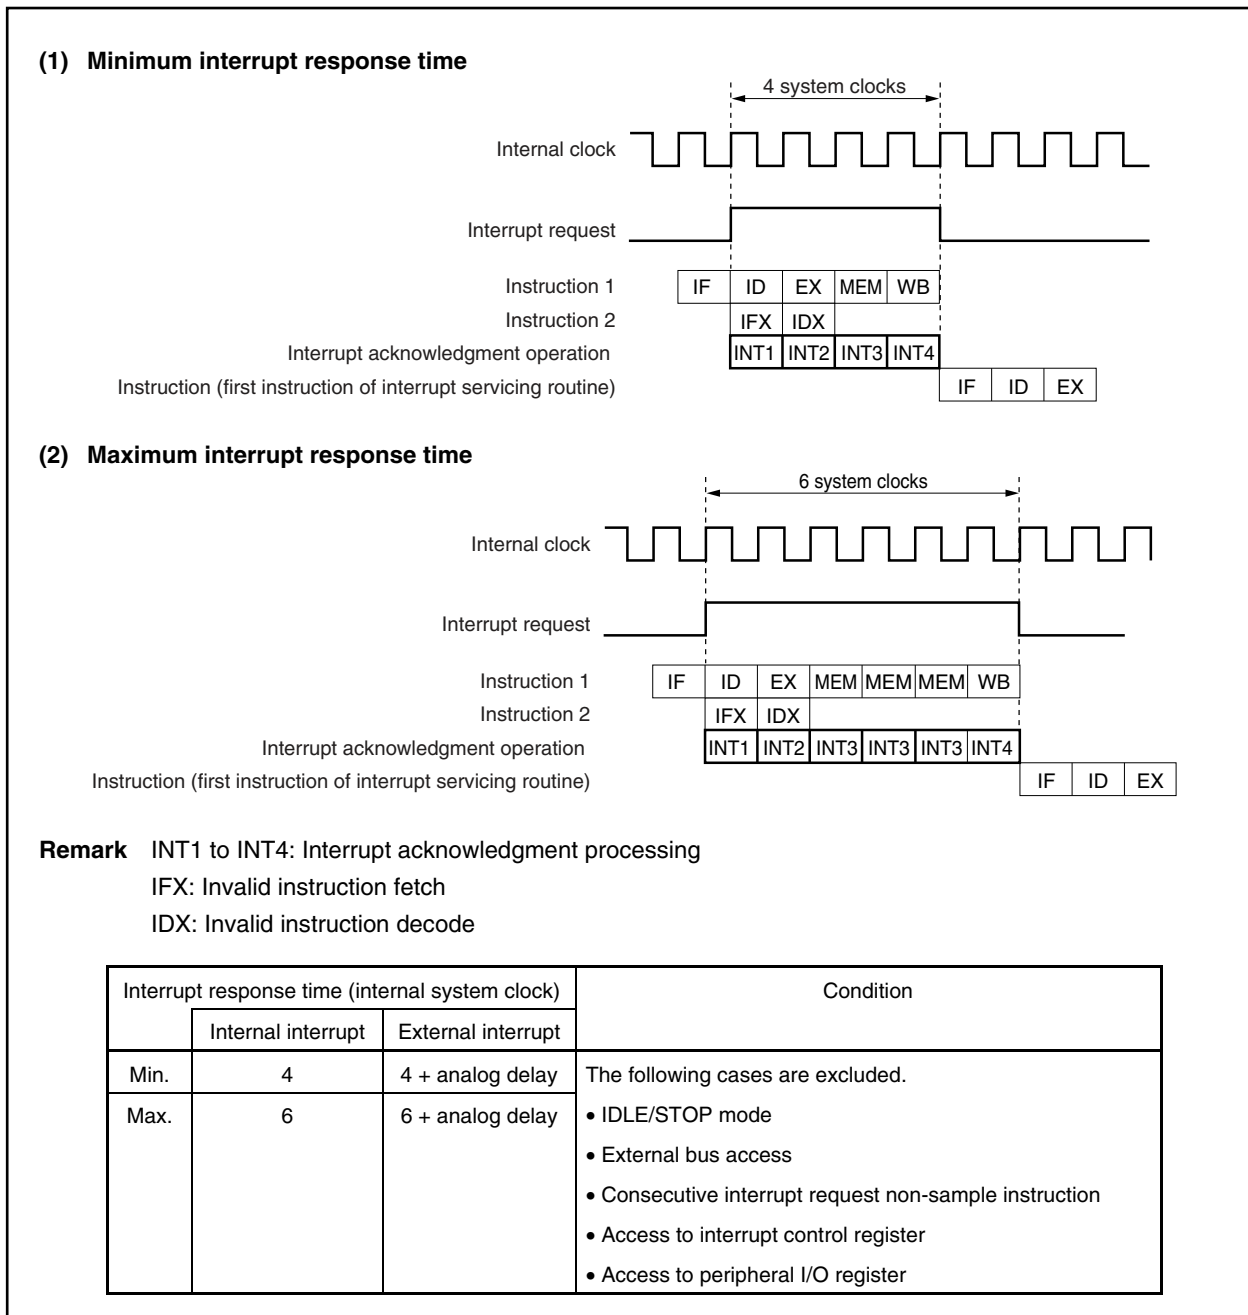 (1) Minimum interrupt response time
4 system clocks
Internal clock
Interrupt request
Instruction 1 IF ID EX MEM WB
Instruction 2 IFX IDX
Interrupt acknowledgment operation INT1 INT2 INT3 INT4
Instruction (first instruction of interrupt servicing routine) IF ID EX
(2) Maximum interrupt response time
6 system clocks
Internal clock
Interrupt request
Instruction 1 IF ID EX MEM MEM MEM WB
Instruction 2 IFX IDX
Interrupt acknowledgment operation INT1 INT2 INT3 INT3 INT3 INT4
Instruction (first instruction of interrupt servicing routine) IF ID EX
Remark INT1 to INT4: Interrupt acknowledgment processing
IFX: Invalid instruction fetch
IDX: Invalid instruction decode
Interrupt response time (internal system clock) Condition
Internal interrupt External interrupt
Min. 4 4 + analog delay The following cases are excluded.
Max. 6 6 + analog delay • IDLE/STOP mode
• External bus access
• Consecutive interrupt request non-sample instruction
• Access to interrupt control register
• Access to peripheral I/O register